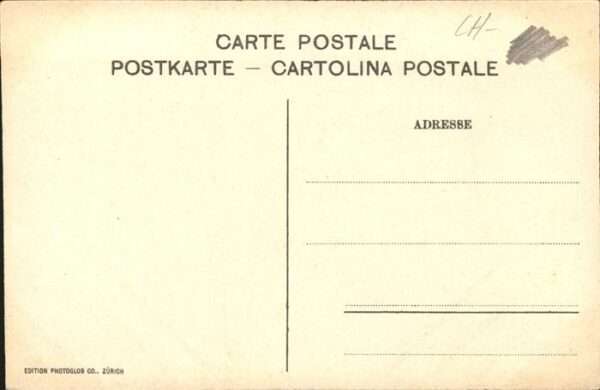 CH-
CARTE POSTALE
POSTKARTE – CARTOLINA POSTALE
ADRESSE
EDITION PHOTOGLOB CO., ZÜRICH